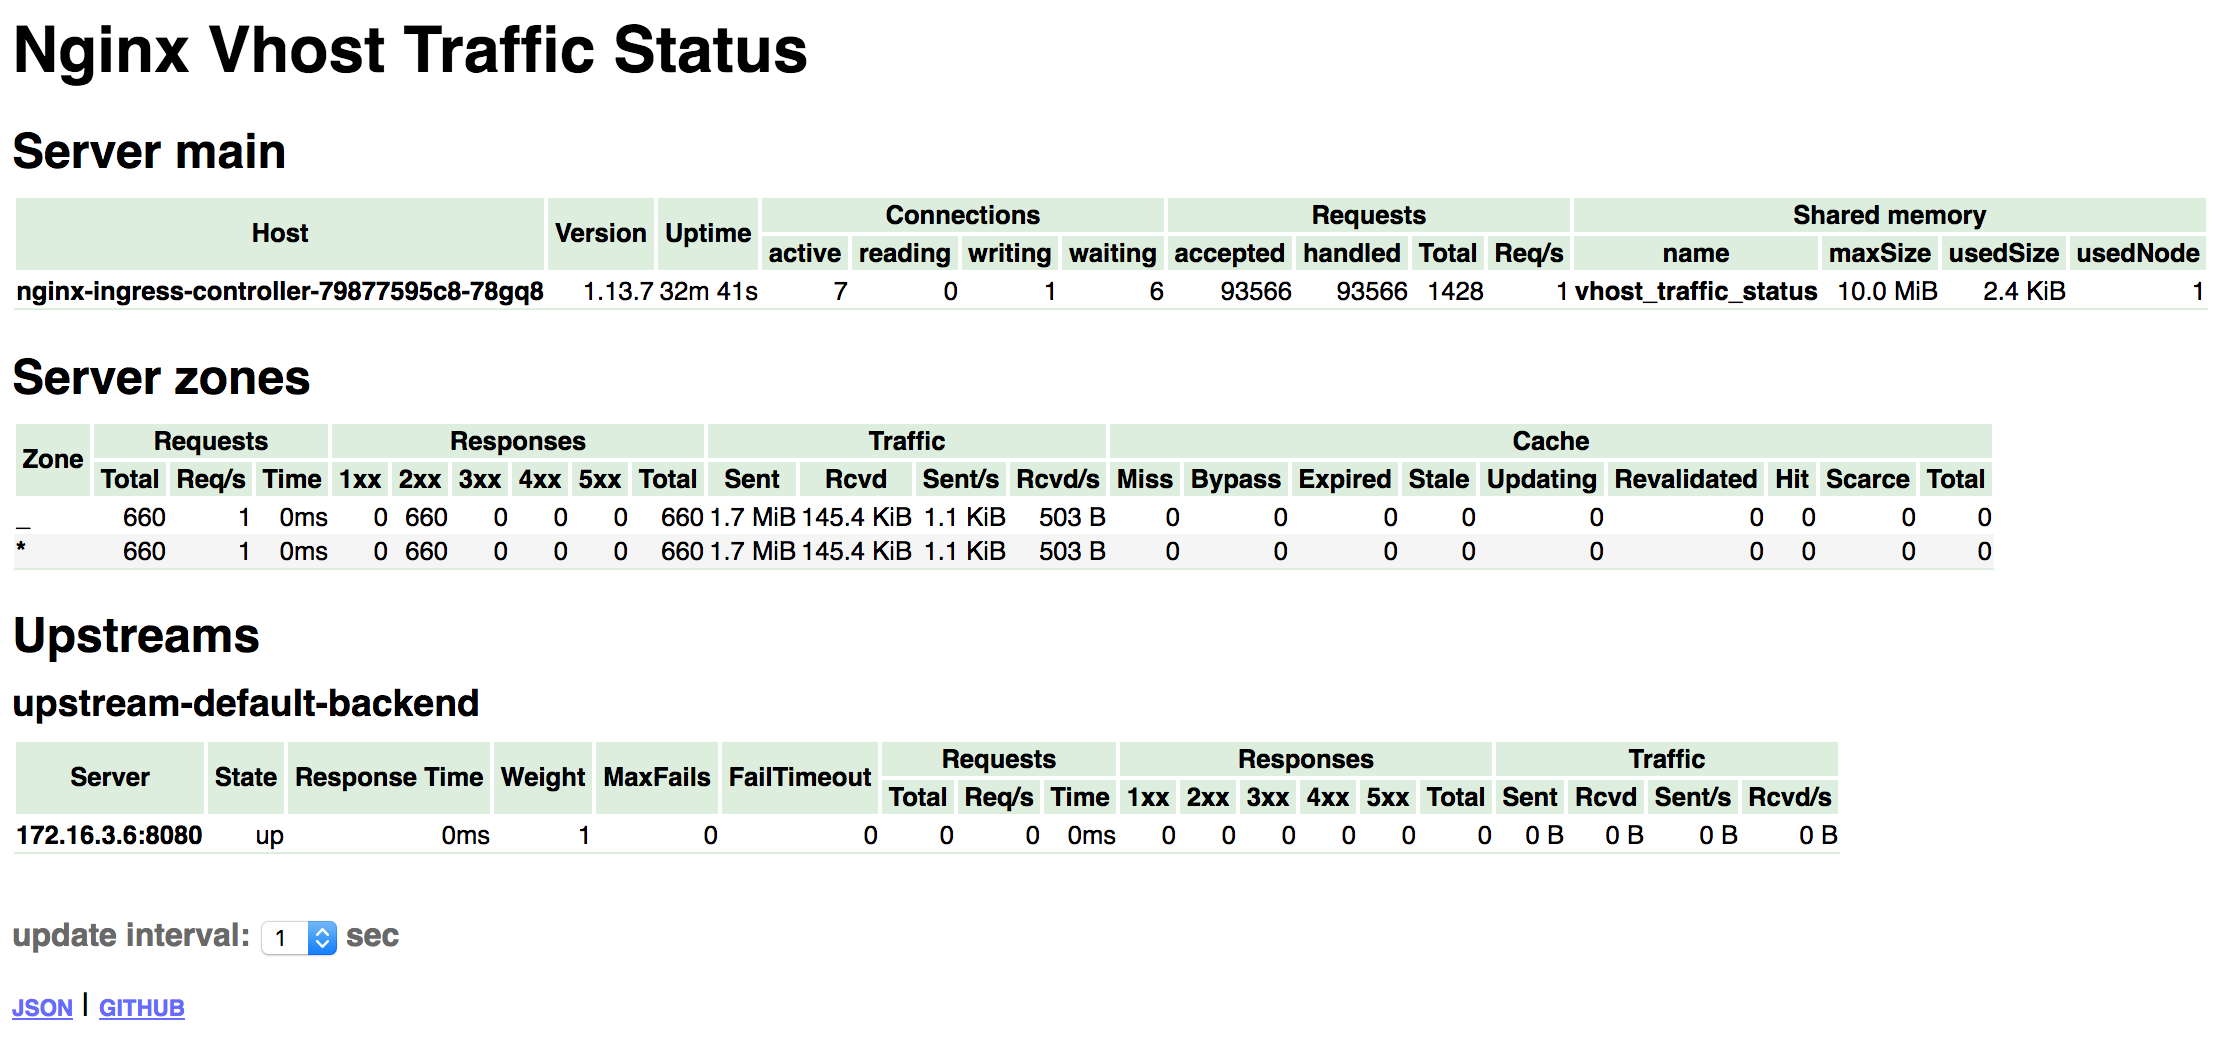 Nginx Vhost Traffic Status
Server main
Host Version Uptime Connections Requests Shared memory
active reading writing waiting accepted handled Total Req/s name maxSize usedSize usedNode
nginx-ingress-controller-79877595c8-78gq8 1.13.7 32m 41s 7 0 1 6 93566 93566 1428 1 vhost_traffic_status 10.0 MiB 2.4 KiB 1
Server zones
Zone Requests Responses Traffic Cache
Total Req/s Time 1xx 2xx 3xx 4xx 5xx Total Sent Rcvd Sent/s Rcvd/s Miss Bypass Expired Stale Updating Revalidated Hit Scarce Total
_ 660 1 0ms 0 660 0 0 0 660 1.7 MiB 145.4 KiB 1.1 KiB 503 B 0 0 0 0 0 0 0 0 0
* 660 1 0ms 0 660 0 0 0 660 1.7 MiB 145.4 KiB 1.1 KiB 503 B 0 0 0 0 0 0 0 0 0
Upstreams
upstream-default-backend
Server State Response Time Weight MaxFails FailTimeout Requests Responses Traffic
Total Req/s Time 1xx 2xx 3xx 4xx 5xx Total Sent Rcvd Sent/s Rcvd/s
172.16.3.6:8080 up 0ms 1 0 0 0 0 0ms 0 0 0 0 0 0 0 B 0 B 0 B 0 B
update interval: 1 sec
JSON | GITHUB